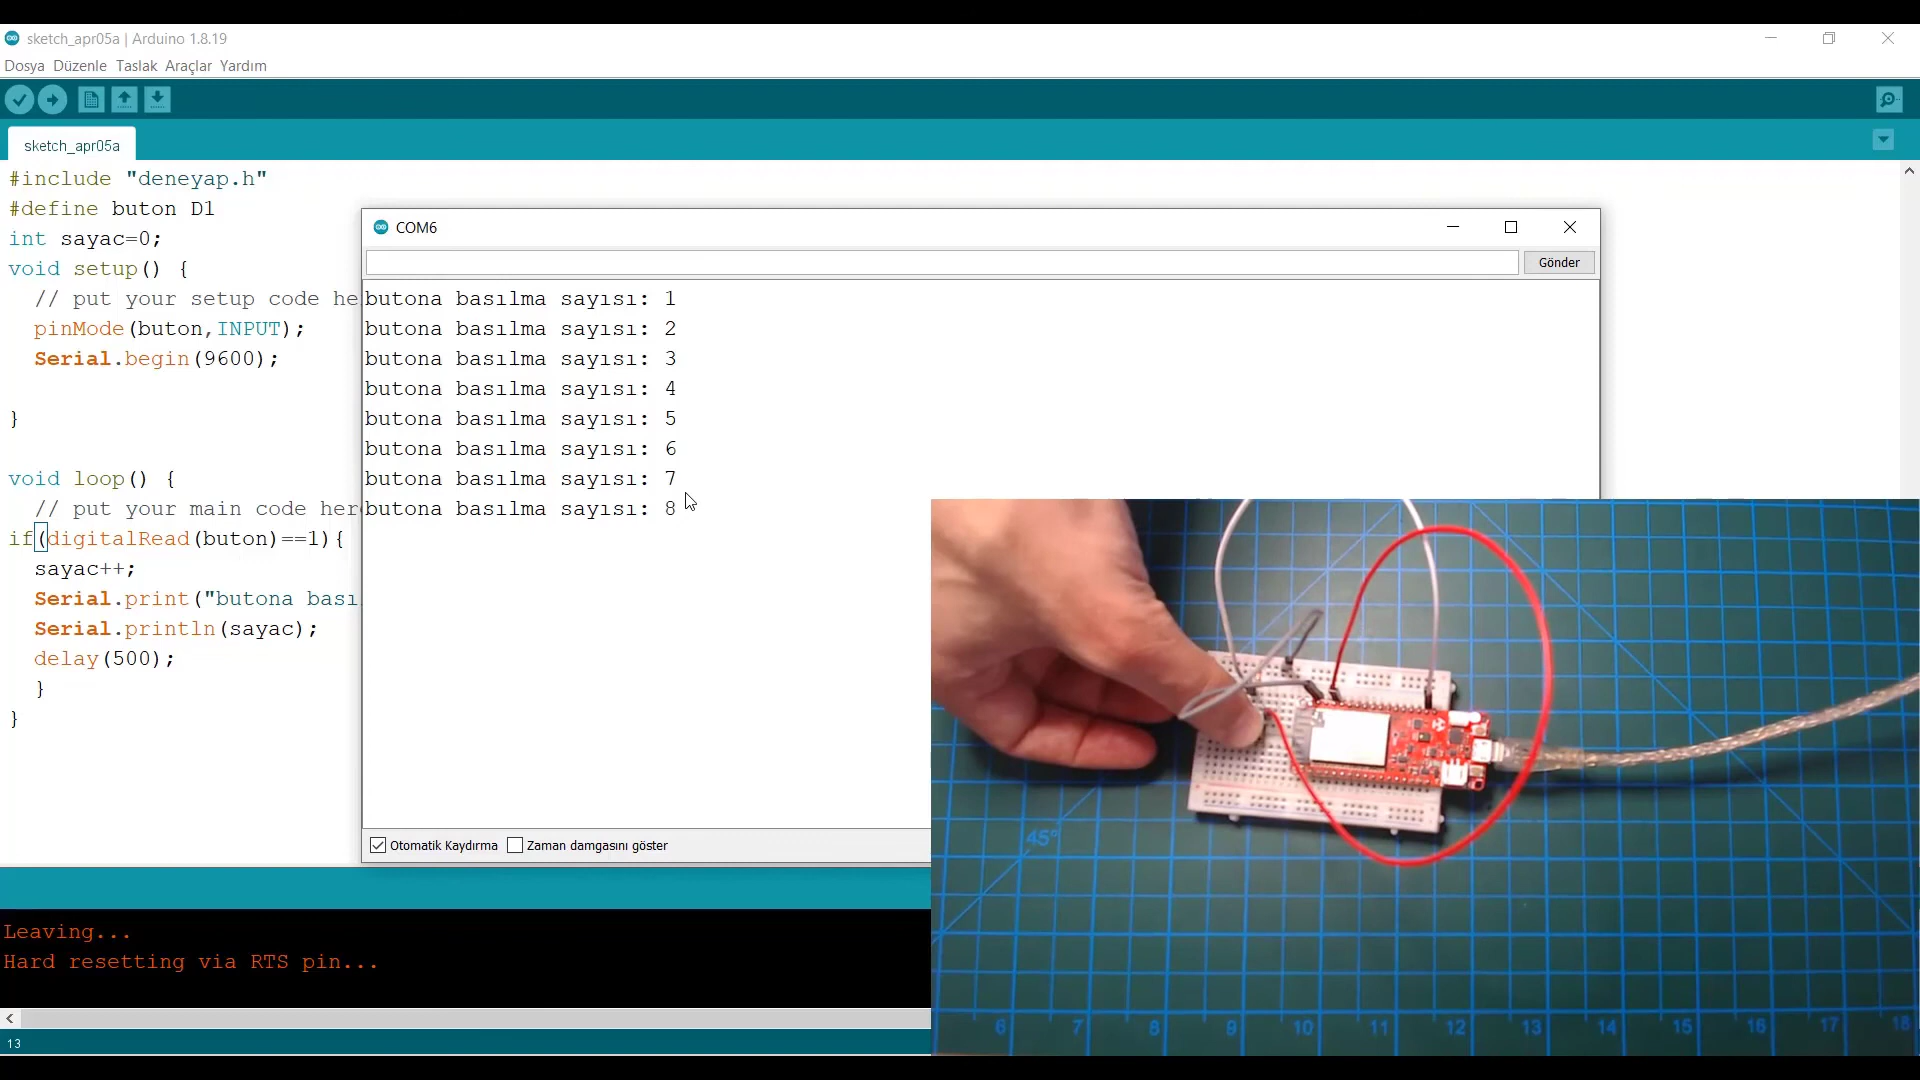 sketch_apr05a | Arduino 1.8.19
Dosya Düzenle Taslak Araçlar Yardım
sketch_apr05a
#include "deneyap.h"
#define buton D1
int sayac=0;
void setup() {
// put your setup code he
pinMode(buton,INPUT);
Serial.begin(9600);
}
void loop() {
// put your main code her
if(digitalRead(buton)==1){
sayac++;
Serial.print("butona bası
Serial.println(sayac);
delay(500);
}
}
COM6
Gönder
butona basılma sayısı: 1
butona basılma sayısı: 2
butona basılma sayısı: 3
butona basılma sayısı: 4
butona basılma sayısı: 5
butona basılma sayısı: 6
butona basılma sayısı: 7
butona basılma sayısı: 8
Otomatik Kaydırma Zaman damgasını göster
Leaving...
Hard resetting via RTS pin...
13
45°
6 7 8 9 10 11 12 13 14 15 16 17 18